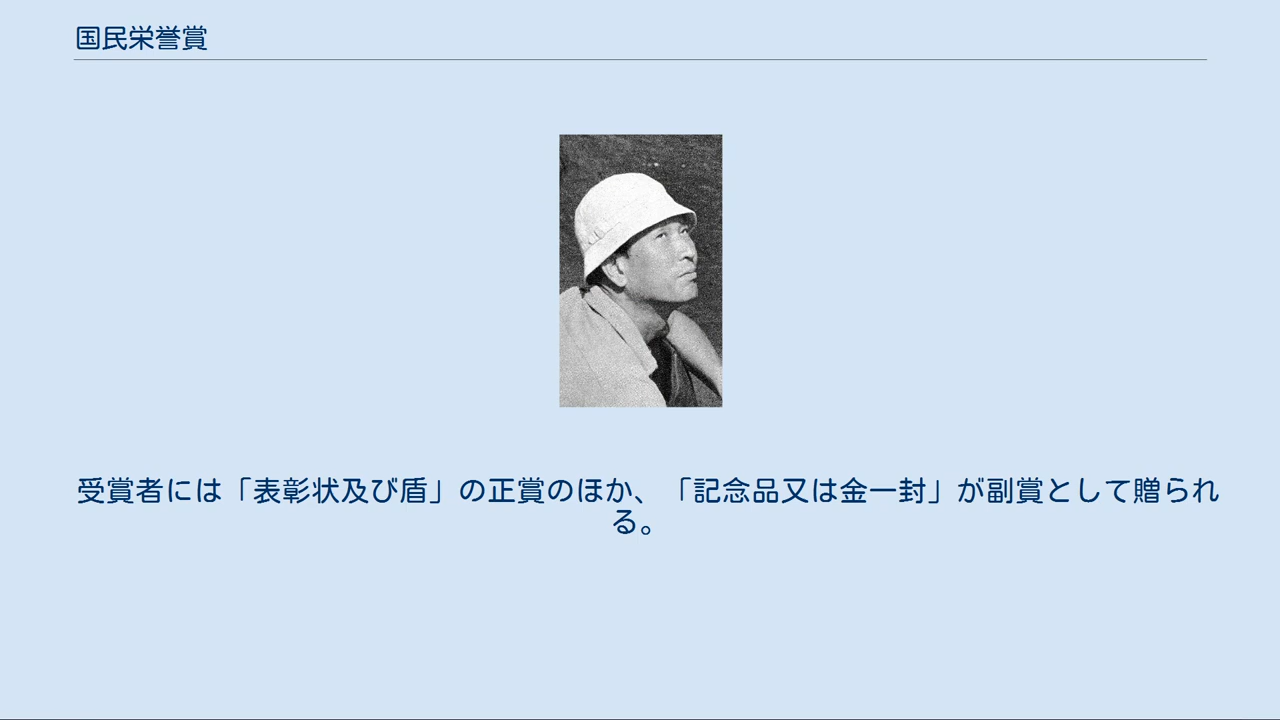 国民栄誉賞
受賞者には「表彰状及び盾」の正賞のほか、「記念品又は金一封」が副賞として贈られ
る。